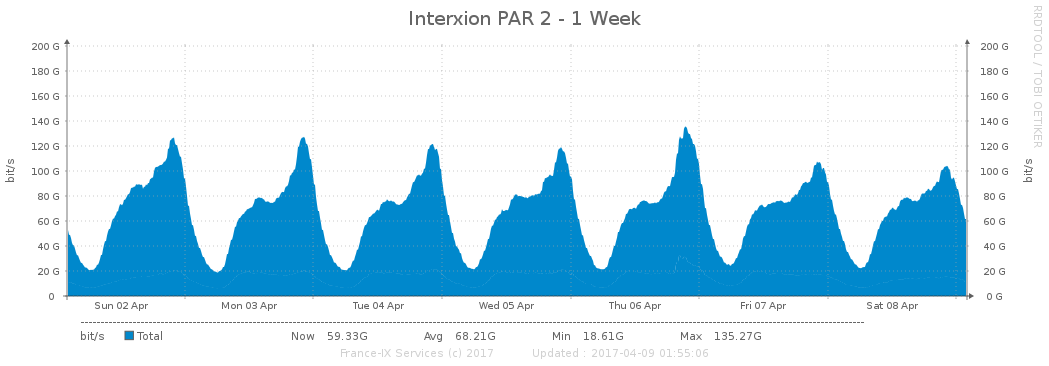 Interxion PAR 2 - 1 Week
RRDTOOL / TOBI OETIKER
bit/s
200 G 200 G
180 G 180 G
160 G 160 G
140 G 140 G
120 G 120 G
100 G 100 G
80 G 80 G
60 G 60 G
40 G 40 G
20 G 20 G
0 0 G
bit/s
Sun 02 Apr Mon 03 Apr Tue 04 Apr Wed 05 Apr Thu 06 Apr Fri 07 Apr Sat 08 Apr
bit/s Total Now 59.33G Avg 68.21G Min 18.61G Max 135.27G
France-IX Services (c) 2017 Updated : 2017-04-09 01:55:06